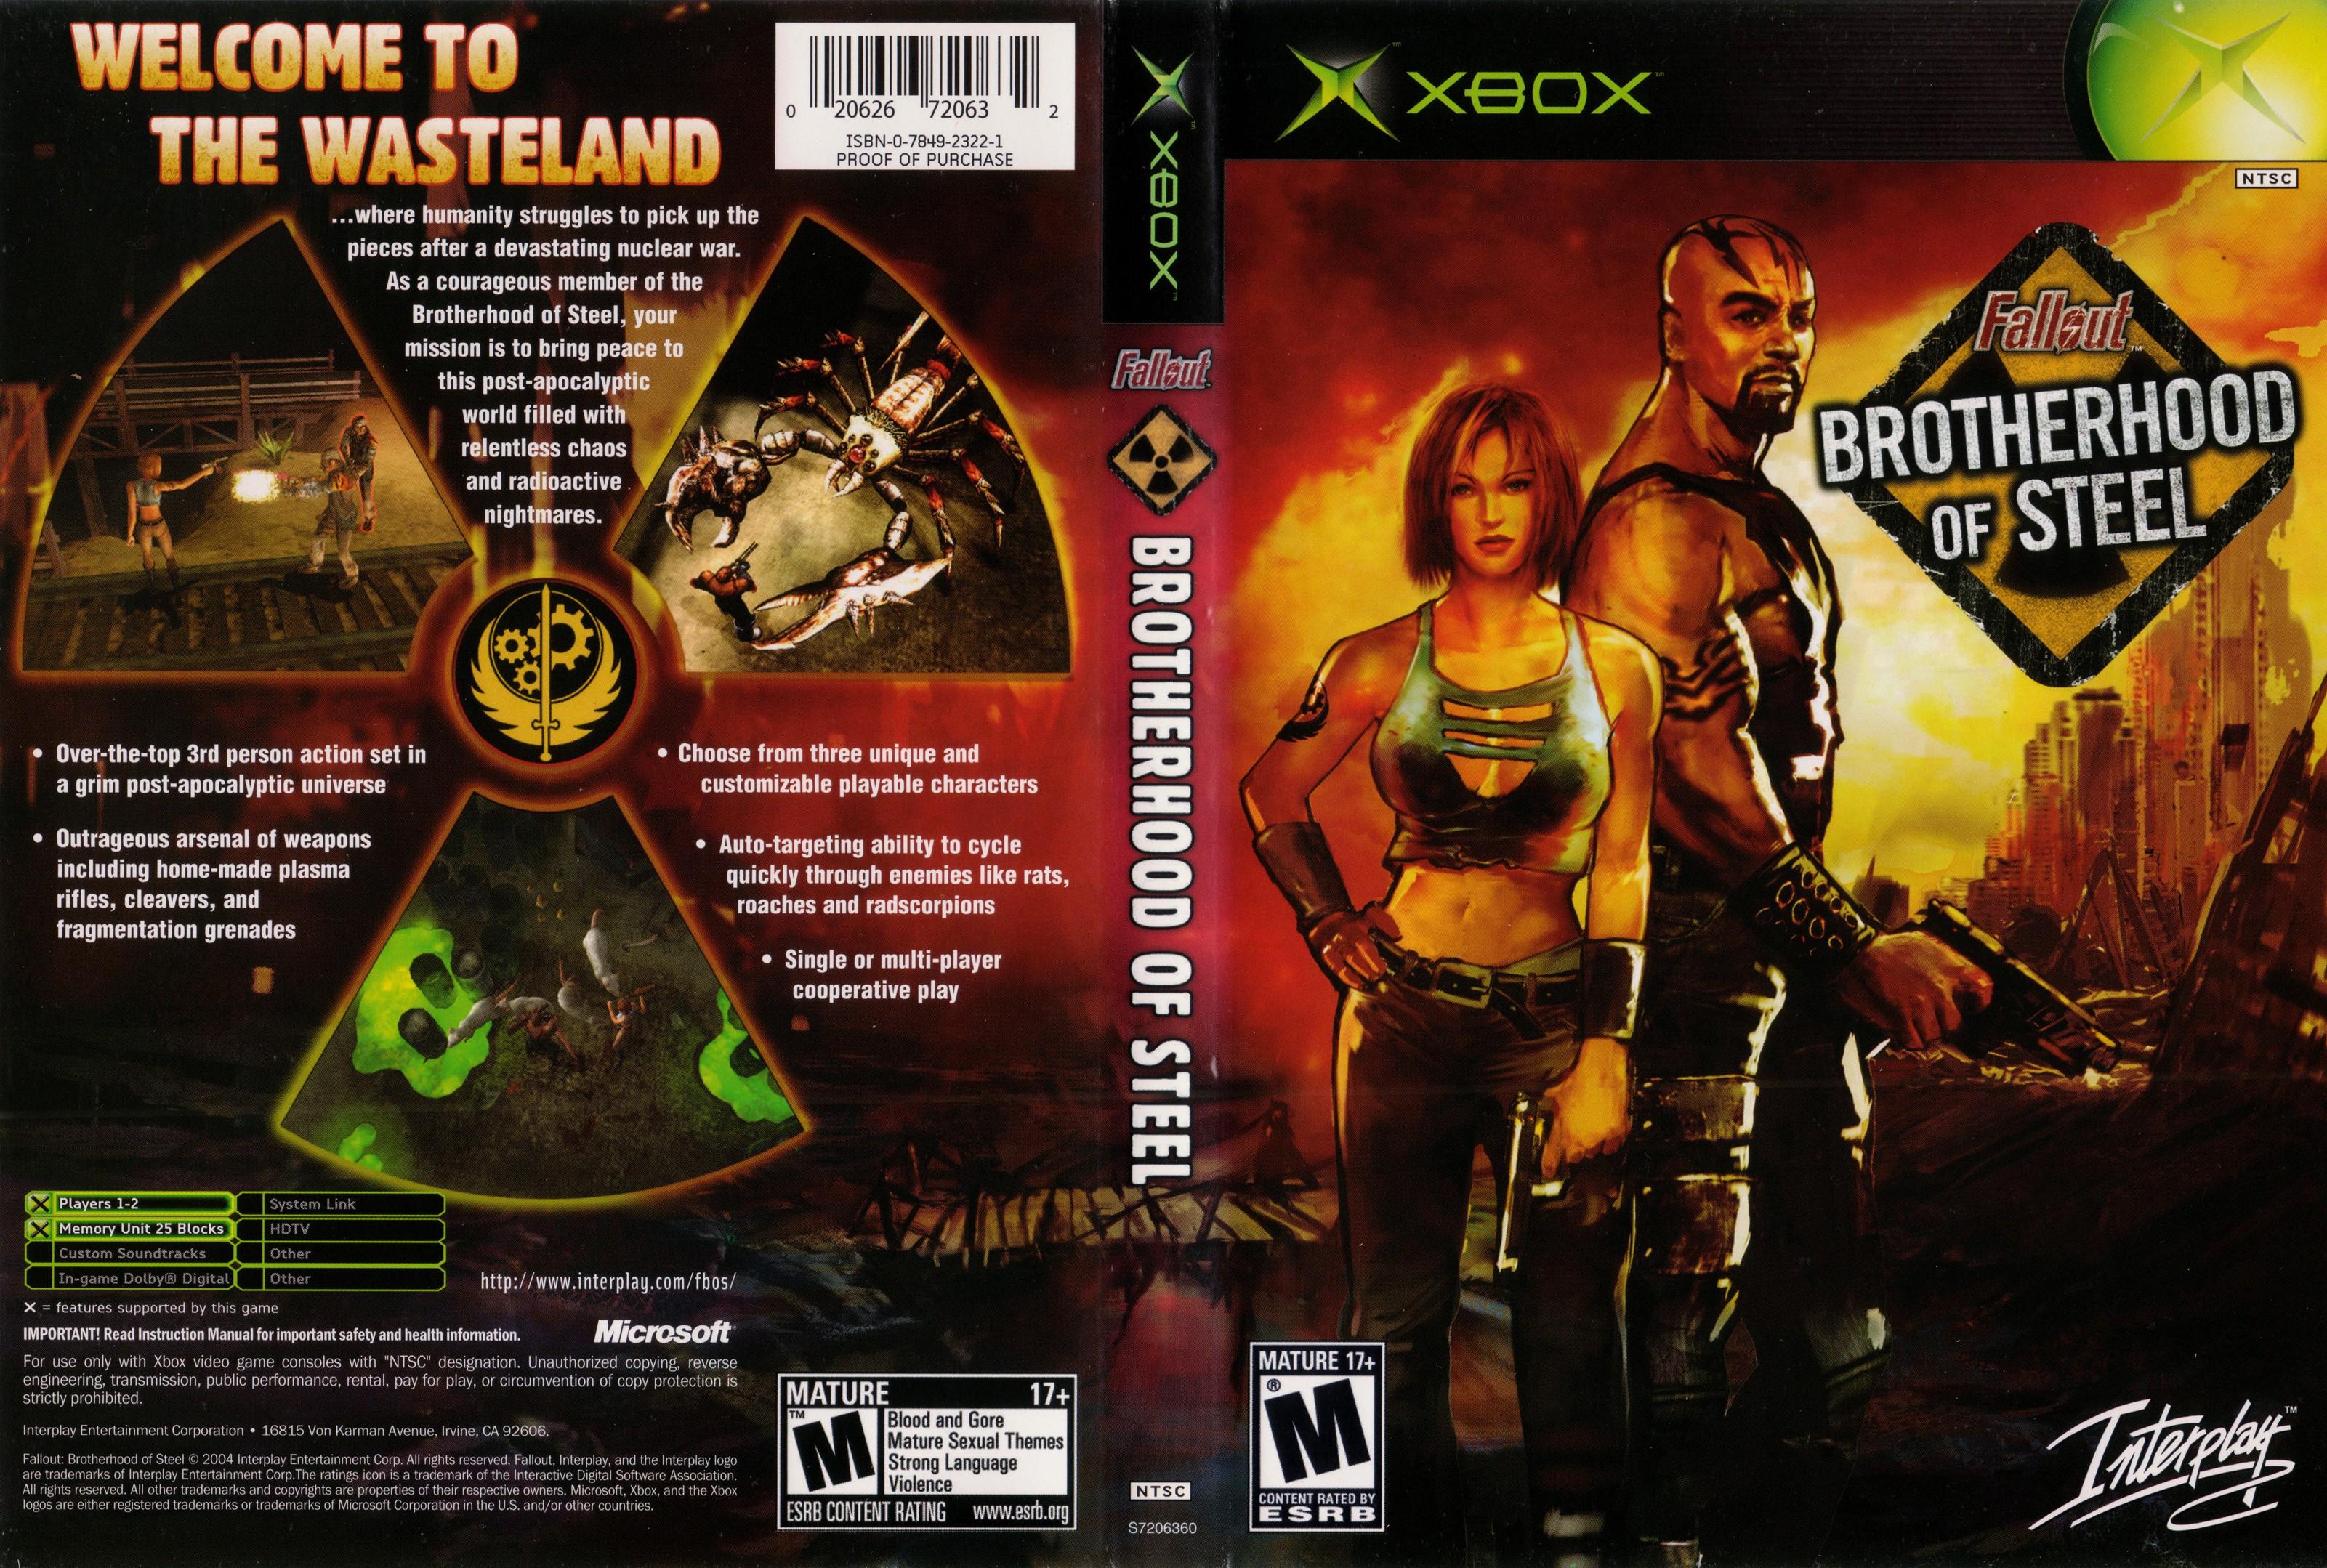 WELCOME TO
THE WASTELAND
...where humanity struggles to pick up the
pieces after a devastating nuclear war.
As a courageous member of the
Brotherhood of Steel, your
mission is to bring peace to
this post-apocalyptic
world filled with
relentless chaos
and radioactive
nightmares.
0 20626 72063 2
ISBN-0-7849-2322-1
PROOF OF PURCHASE
• Over-the-top 3rd person action set in
a grim post-apocalyptic universe
• Outrageous arsenal of weapons
including home-made plasma
rifles, cleavers, and
fragmentation grenades
• Choose from three unique and
customizable playable characters
• Auto-targeting ability to cycle
quickly through enemies like rats,
roaches and radscorpions
• Single or multi-player
cooperative play
X Players 1-2
X Memory Unit 25 Blocks
Custom Soundtracks
In-game Dolby® Digital
System Link
HDTV
Other
Other
X = features supported by this game
http://www.interplay.com/fbos/
IMPORTANT! Read Instruction Manual for important safety and health information.
Microsoft
For use only with Xbox video game consoles with "NTSC" designation. Unauthorized copying, reverse
engineering, transmission, public performance, rental, pay for play, or circumvention of copy protection is
strictly prohibited.
Interplay Entertainment Corporation • 16815 Von Karman Avenue, Irvine, CA 92606.
Fallout: Brotherhood of Steel © 2004 Interplay Entertainment Corp. All rights reserved. Fallout, Interplay, and the Interplay logo
are trademarks of Interplay Entertainment Corp.The ratings icon is a trademark of the Interactive Digital Software Association.
All rights reserved. All other trademarks and copyrights are properties of their respective owners. Microsoft, Xbox, and the Xbox
logos are either registered trademarks or trademarks of Microsoft Corporation in the U.S. and/or other countries.
MATURE 17+
M™
Blood and Gore
Mature Sexual Themes
Strong Language
Violence
ESRB CONTENT RATING www.esrb.org
XBOX™
Fallout
BROTHERHOOD OF STEEL
NTSC
S7206360
XBOX™
NTSC
Fallout™
BROTHERHOOD
OF STEEL
MATURE 17+
M®
CONTENT RATED BY
ESRB
Interplay™